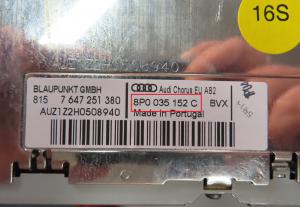 16S
BLAUPUNKT GMBH
815 7 647 251 380
AUZ1Z2H0508940
Audi Chorus EU AB2
8P0 035 152 C BVX
Made in Portugal